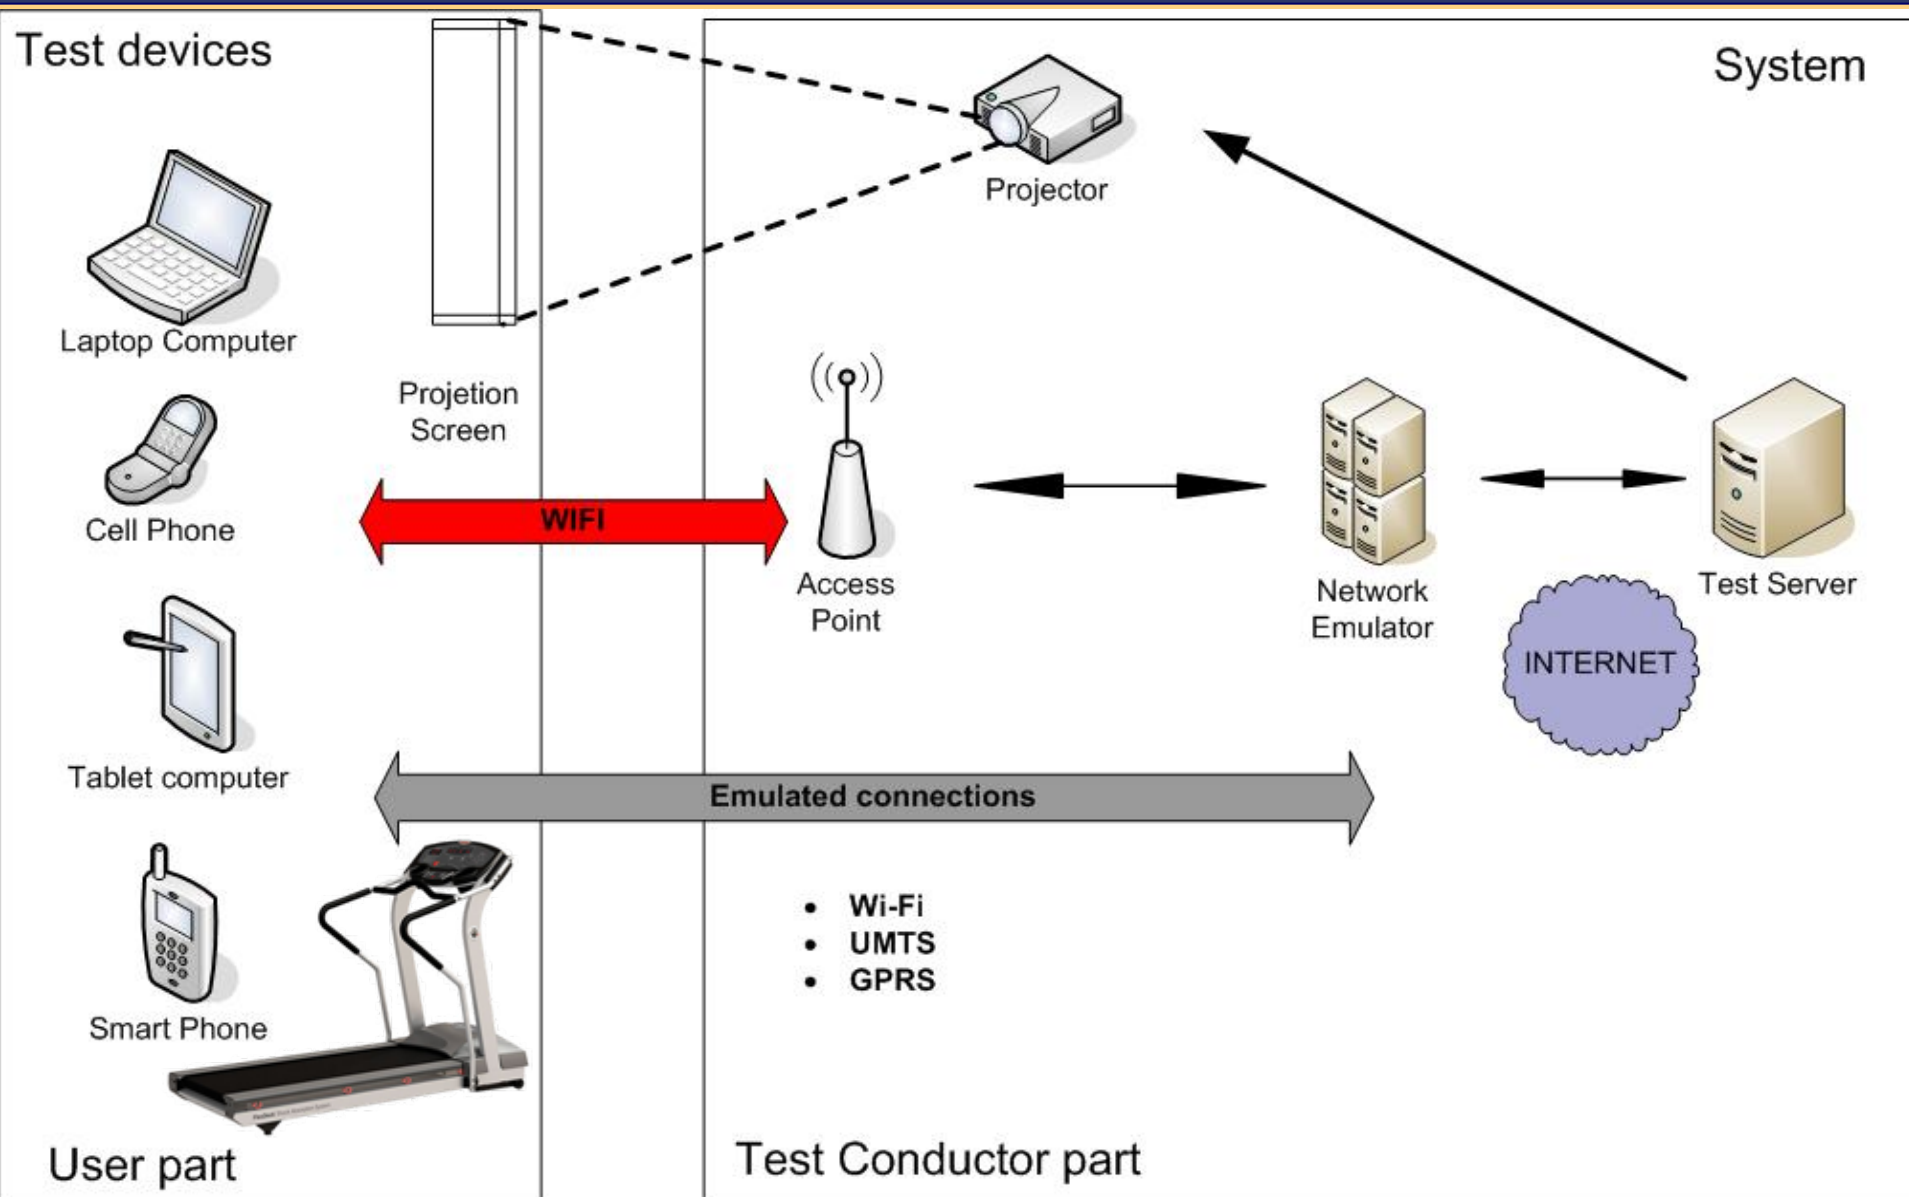 Test devices
System
Projector
Laptop Computer
Projetion
Screen
Cell Phone
WIFI
Access
Point
Network
Emulator
Test Server
INTERNET
Tablet computer
Emulated connections
• Wi-Fi
• UMTS
• GPRS
Smart Phone
User part
Test Conductor part